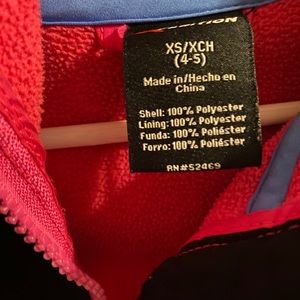 XS/XCH
(4-5)
Made in/Hecho en
China
Shell: 100% Polyester
Lining: 100% Polyester
Funda: 100% Poliéster
Forro: 100% Poliéster
RN#52469